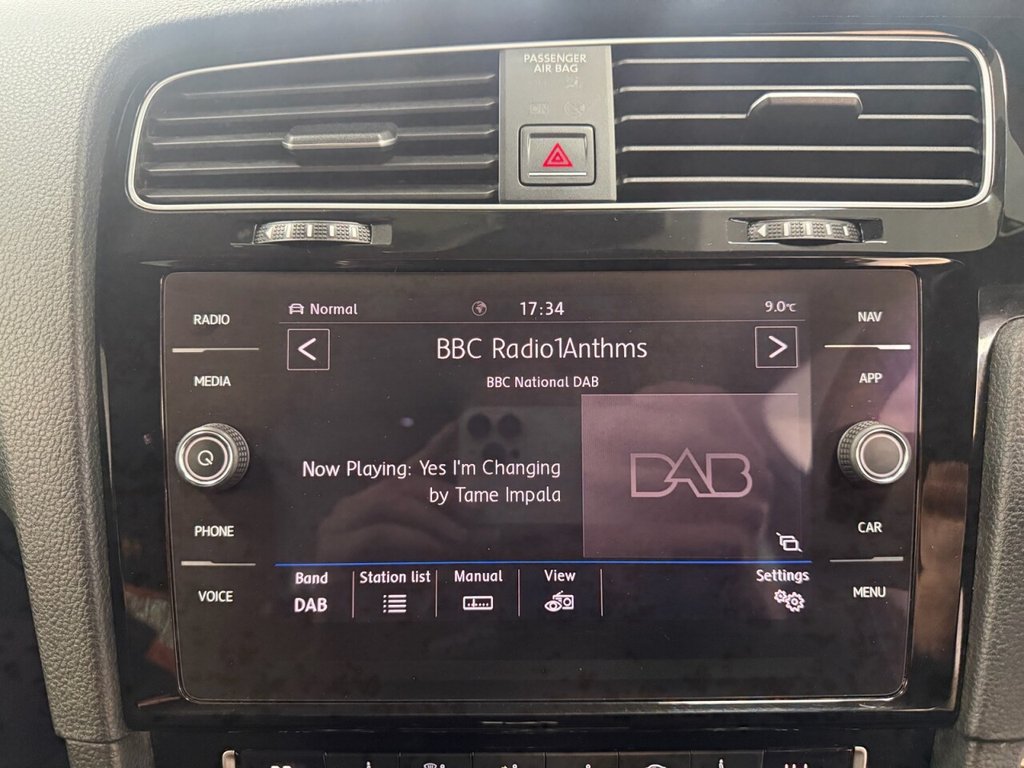 PASSENGER
AIR BAG
RADIO
MEDIA
PHONE
VOICE
Normal
17:34
9.0°C
<
BBC Radio1Anthms
>
BBC National DAB
Now Playing: Yes I'm Changing
by Tame Impala
DAB
Band
DAB
Station list
Manual
View
Settings
NAV
APP
CAR
MENU